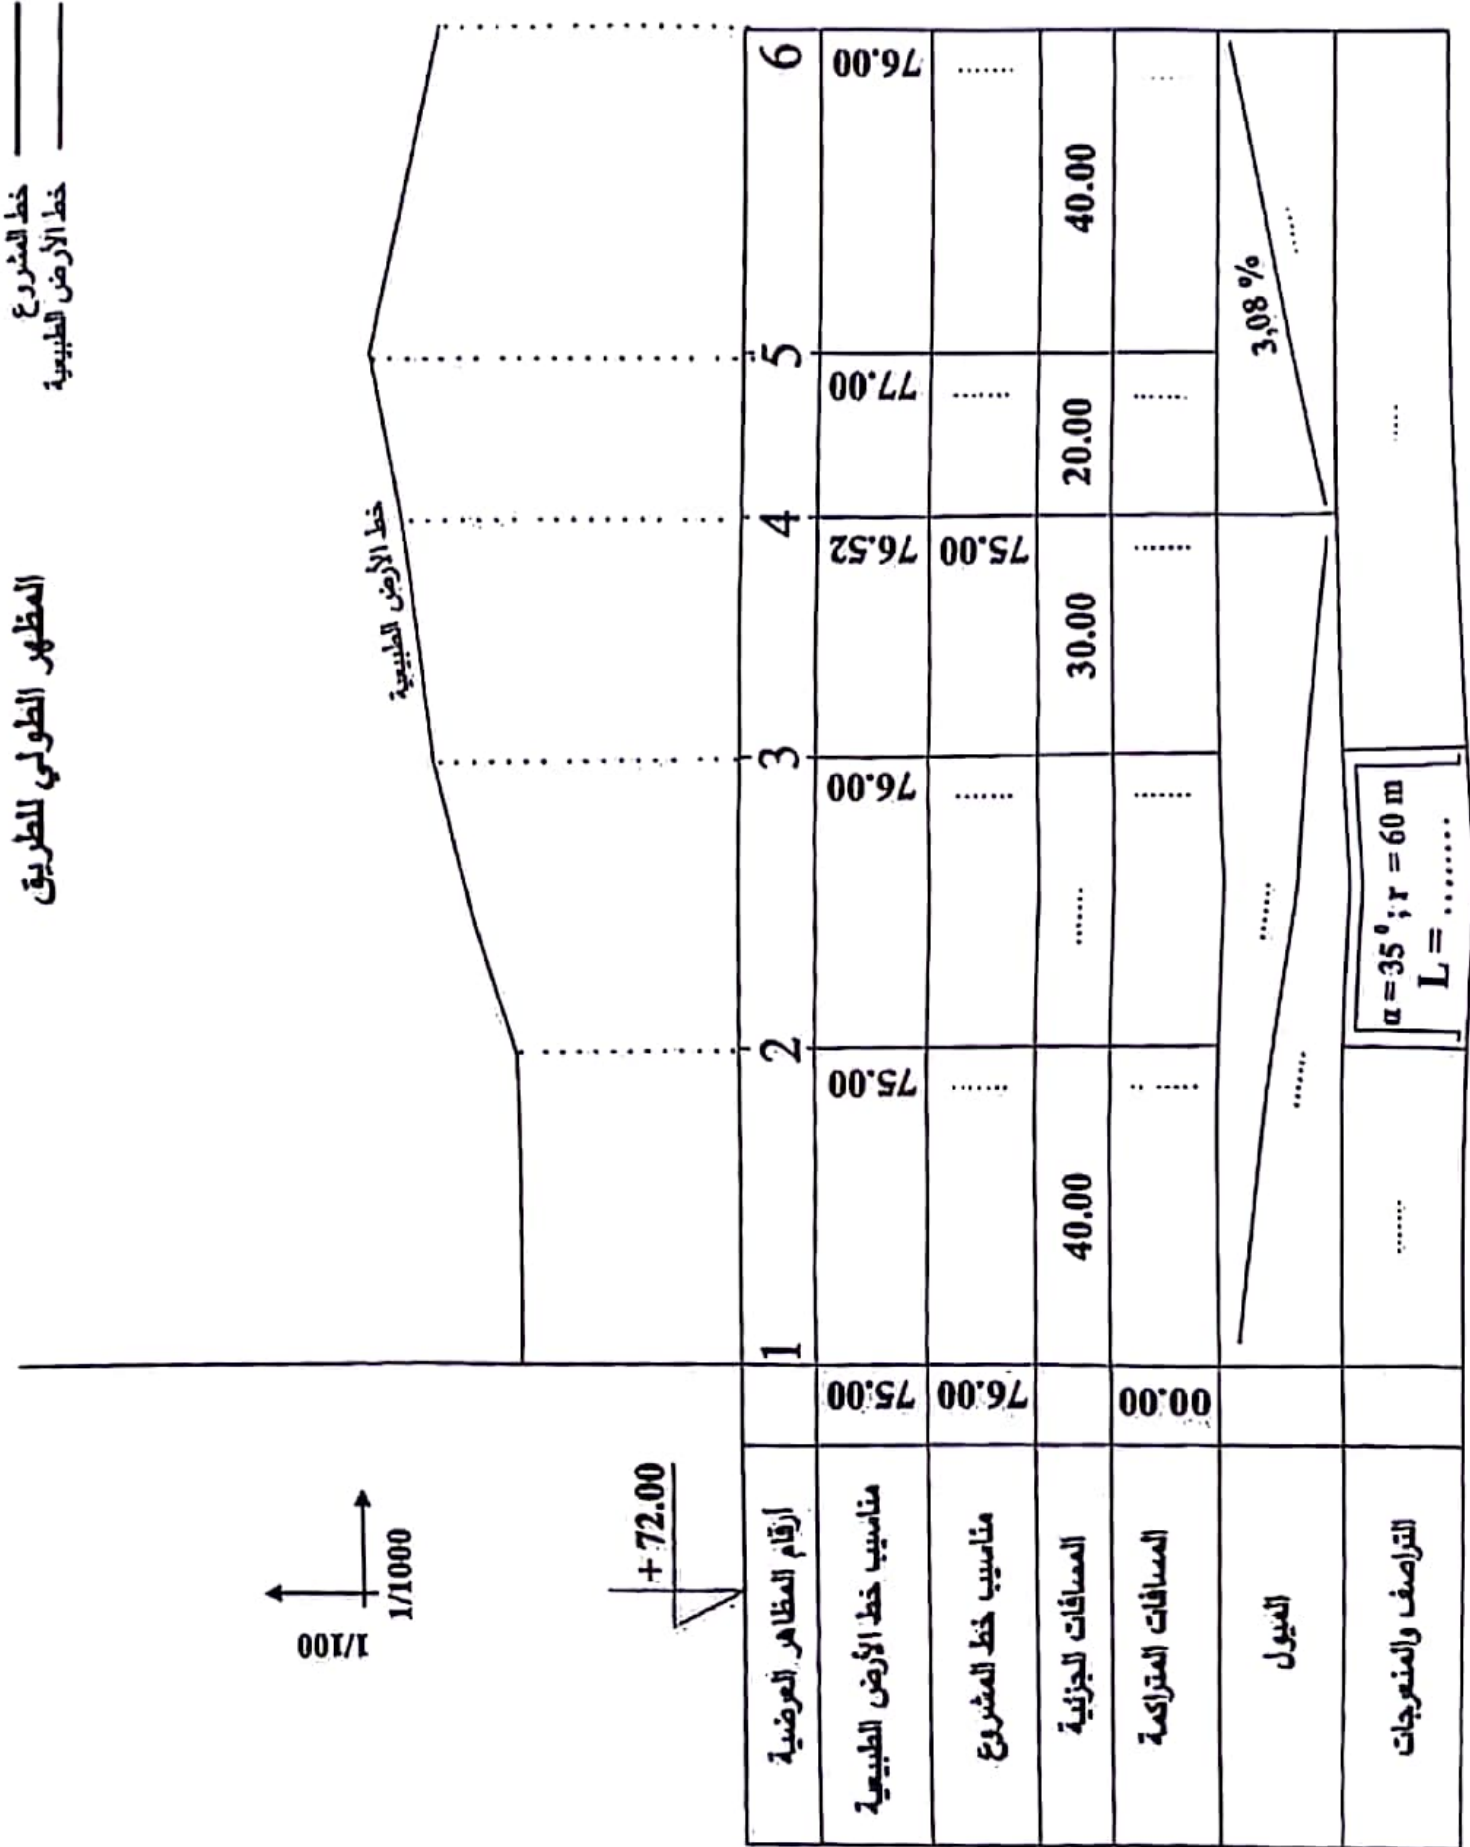 المظهر الطولي للطريق
خط المشروع
خط الأرض الطبيعية
خط الأرض الطبيعية
1/100
1/1000
+ 72.00
أرقام المظاهر العرضية 1 2 3 4 5 6
مناسيب خط الأرض الطبيعية 75.00 75.00 76.00 76.52 77.00 76.00
مناسيب خط المشروع 76.00 ....... ....... 75.00 ....... .......
المسافات الجزئية 40.00 ....... 30.00 20.00 40.00
المسافات المتراكمة 00.00 ....... ....... ....... ....... .......
الميول ....... ....... 3,08 % .......
التراصف والمنعرجات ....... α = 35⁰ ; r = 60 m .......
L = ........